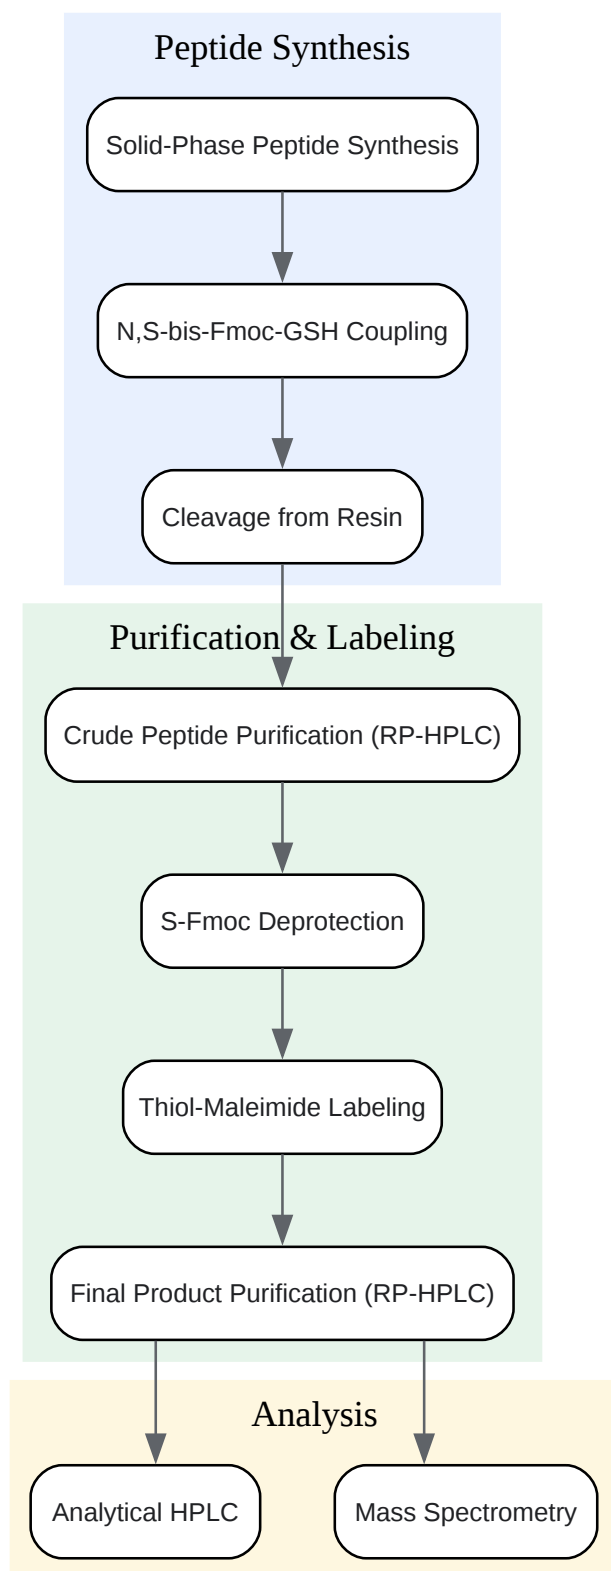 Peptide Synthesis
Solid-Phase Peptide Synthesis
N,S-bis-Fmoc-GSH Coupling
Cleavage from Resin
Purification & Labeling
Crude Peptide Purification (RP-HPLC)
S-Fmoc Deprotection
Thiol-Maleimide Labeling
Final Product Purification (RP-HPLC)
Analysis
Analytical HPLC
Mass Spectrometry